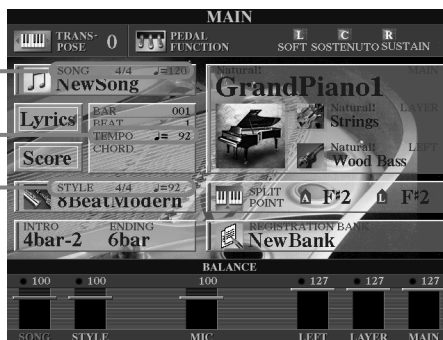 MAIN
TRANS-
POSE 0
PEDAL
FUNCTION
L C R
SOFT SOSTENUTO SUSTAIN
SONG 4/4 ♩=120
NewSong
Lyrics
Score
BAR 001
BEAT 1
TEMPO ♩= 92
CHORD
STYLE 4/4 ♩=92
8BeatModern
INTRO ENDING
4bar-2 6bar
Natural! MAIN
GrandPiano1
Natural! LAYER
Strings
Natural! LEFT
Wood Bass
SPLIT
POINT A F#2 L F#2
REGISTRATION BANK
NewBank
BALANCE
100 100 100 127 127 127
SONG STYLE MIC LEFT LAYER MAIN